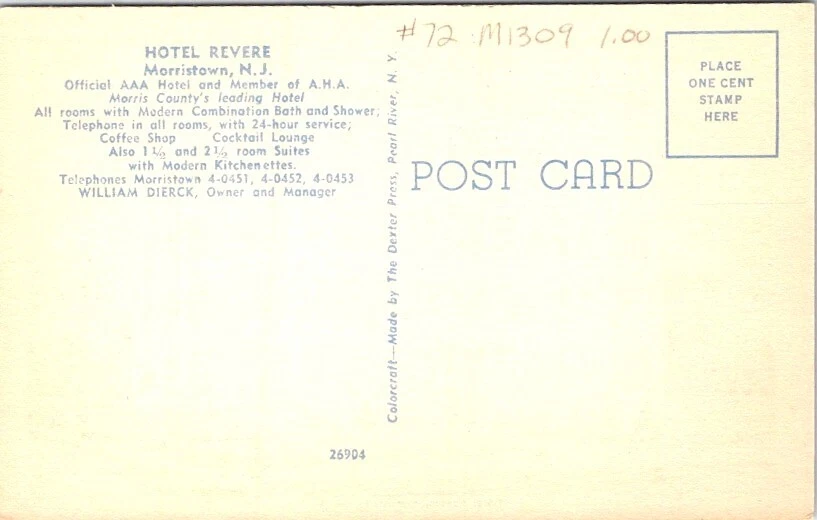 HOTEL REVERE
Morristown, N.J.
Official AAA Hotel and Member of A.H.A.
Morris County's leading Hotel
All rooms with Modern Combination Bath and Shower;
Telephone in all rooms, with 24-hour service;
Coffee Shop Cocktail Lounge
Also 1½ and 2½ room Suites
with Modern Kitchenettes.
Telephones Morristown 4-0451, 4-0452, 4-0453
WILLIAM DIERCK, Owner and Manager
26904
Colorcraft—Made by The Dexter Press, Pearl River, N. Y.
#72 M1309 1.00
POST CARD
PLACE
ONE CENT
STAMP
HERE